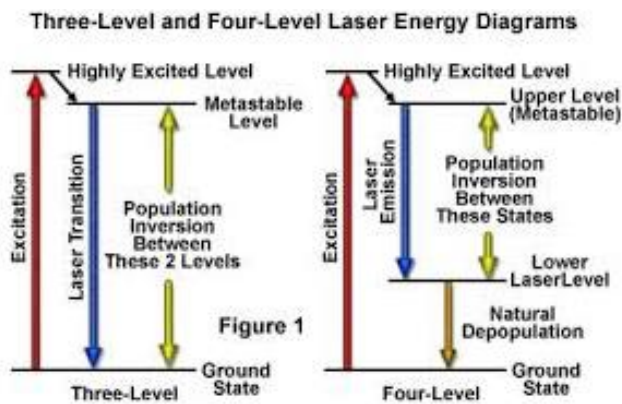 Three-Level and Four-Level Laser Energy Diagrams
Highly Excited Level
Metastable
Level
Excitation
Laser Transition
Population
Inversion
Between
These 2 Levels
Ground
State
Three-Level
Figure 1
Highly Excited Level
Upper Level
(Metastable)
Excitation
Laser
Emission
Population
Inversion
Between
These States
Lower
LaserLevel
Natural
Depopulation
Ground
State
Four-Level